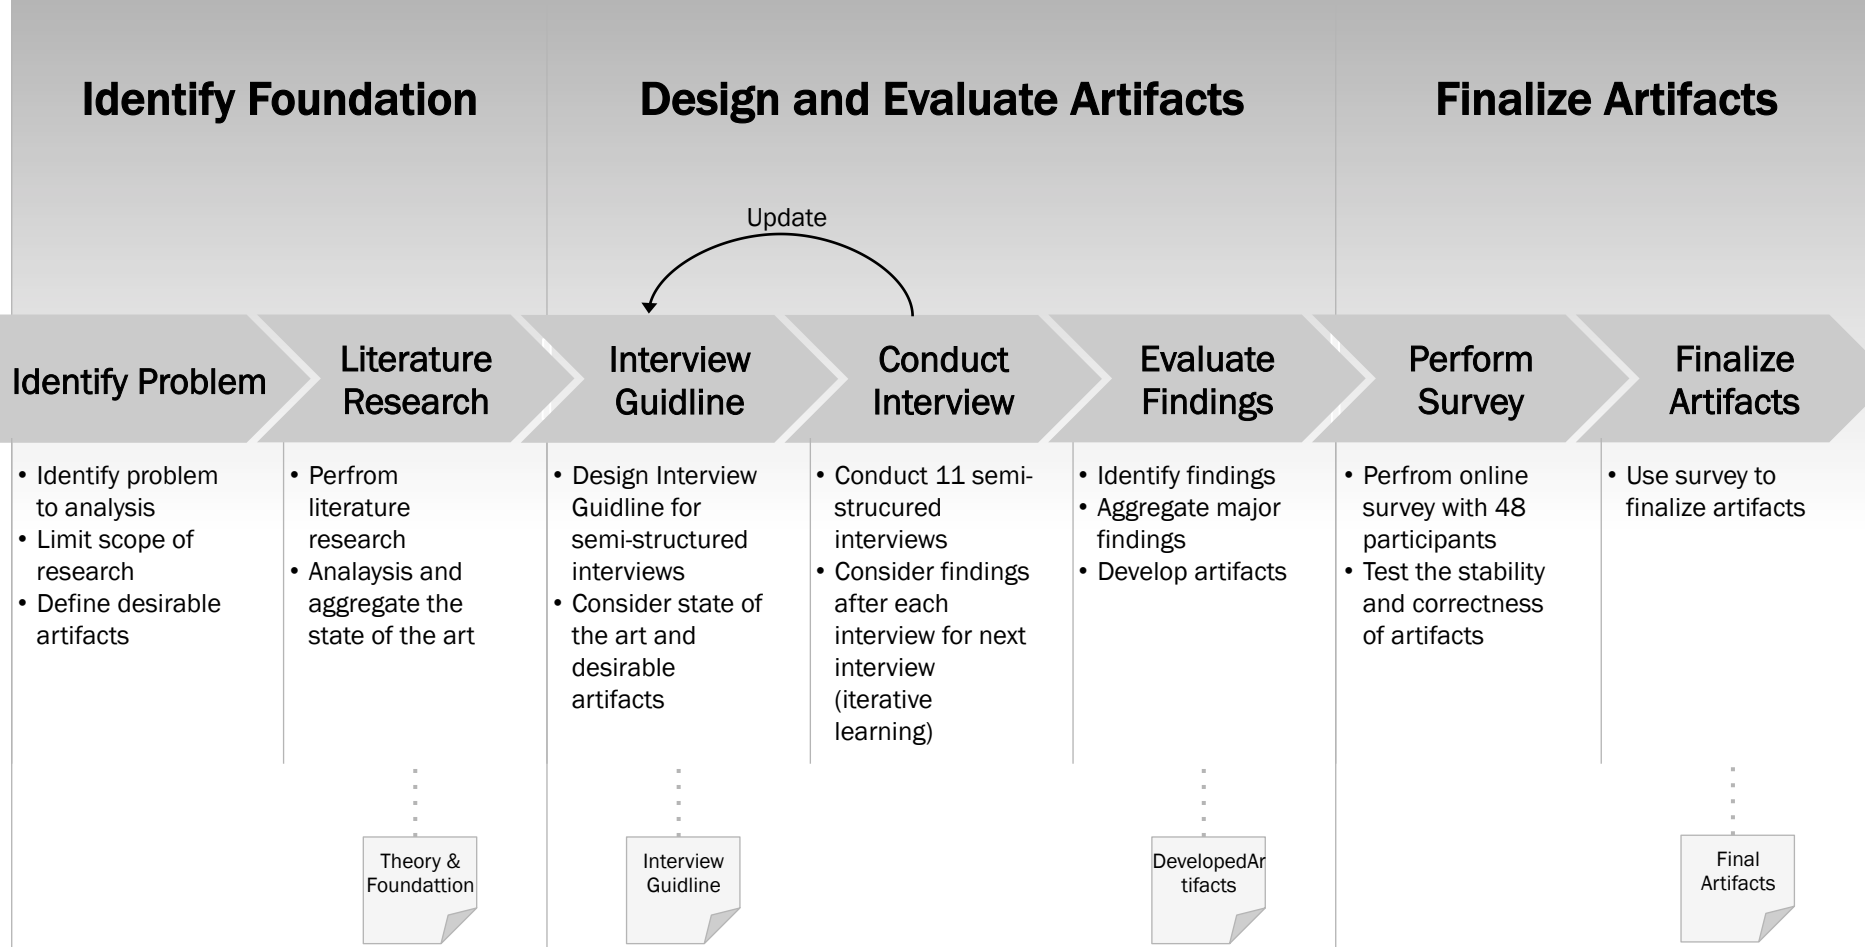 Identify Foundation
Design and Evaluate Artifacts
Finalize Artifacts
Update
Identify Problem
Literature
Research
Interview
Guidline
Conduct
Interview
Evaluate
Findings
Perform
Survey
Finalize
Artifacts
• Identify problem
to analysis
• Limit scope of
research
• Define desirable
artifacts
• Perfrom
literature
research
• Analaysis and
aggregate the
state of the art
• Design Interview
Guidline for
semi-structured
interviews
• Consider state of
the art and
desirable
artifacts
• Conduct 11 semi-
strucured
interviews
• Consider findings
after each
interview for next
interview
(iterative
learning)
• Identify findings
• Aggregate major
findings
• Develop artifacts
• Perfrom online
survey with 48
participants
• Test the stability
and correctness
of artifacts
• Use survey to
finalize artifacts
Theory &
Foundattion
Interview
Guidline
DevelopedAr
tifacts
Final
Artifacts